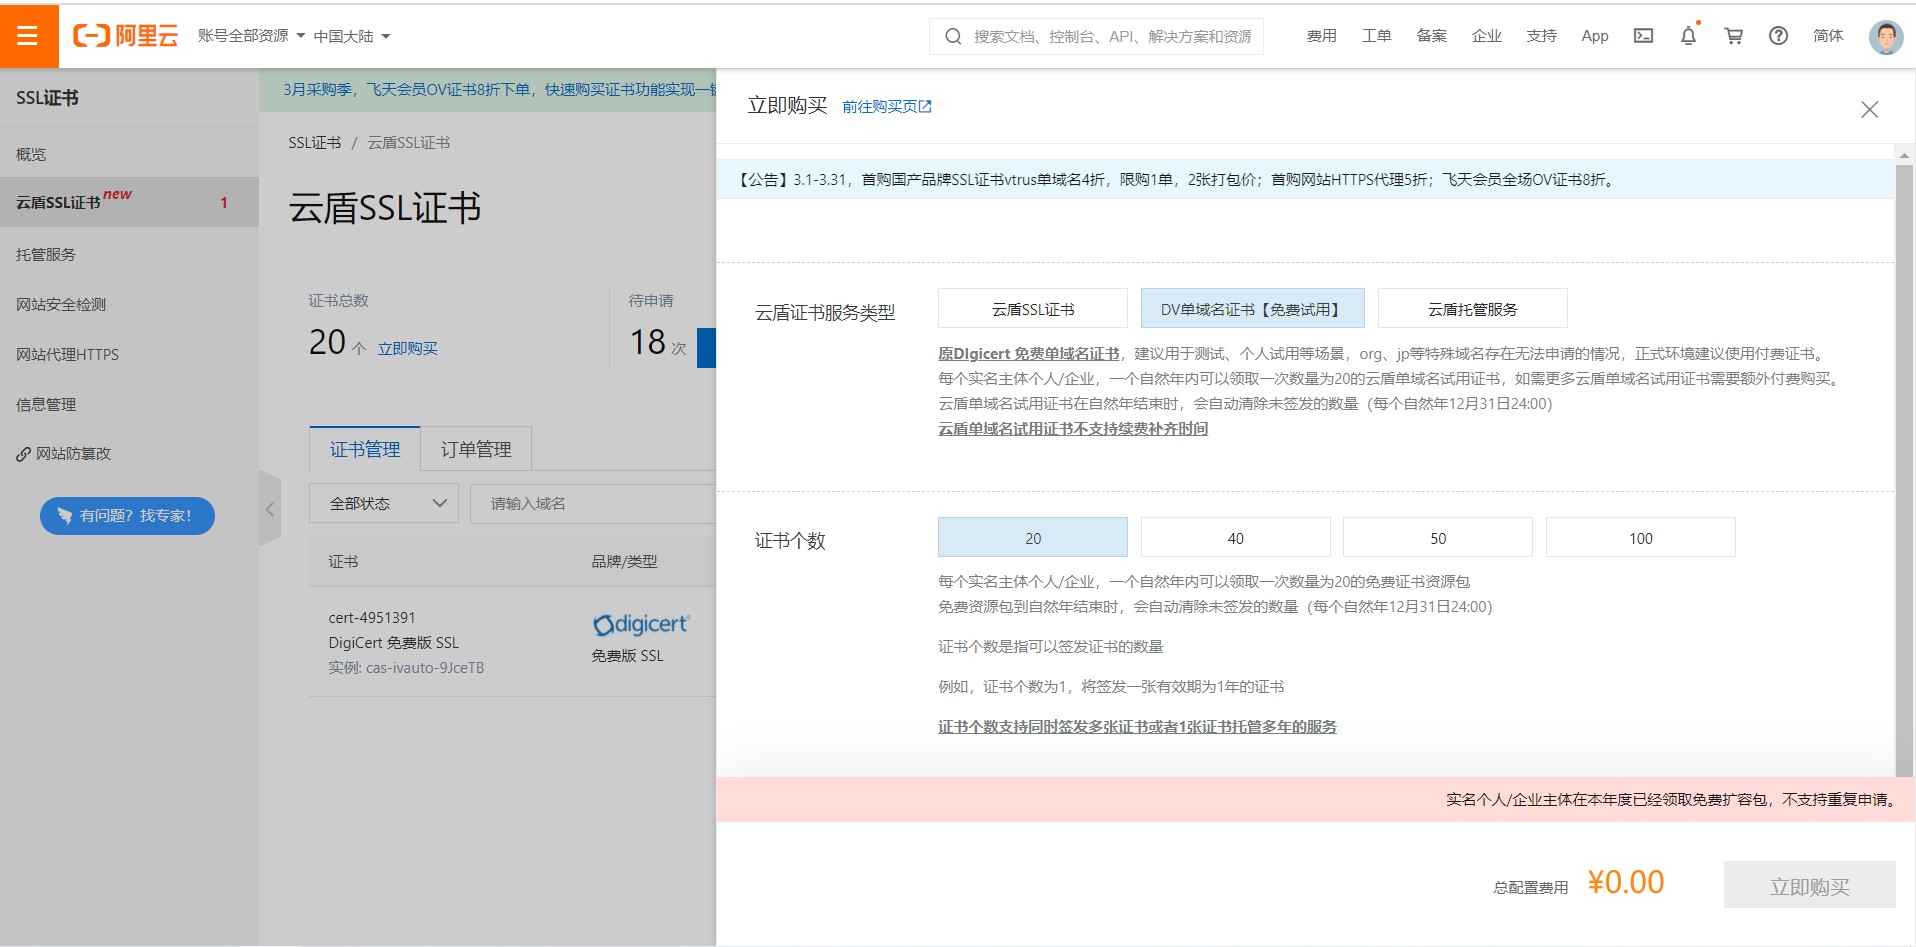 阿里云
账号全部资源
中国大陆
搜索文档、控制台、API、解决方案和资源
费用
工单
备案
企业
支持
App
简体
SSL证书
概览
云盾SSL证书 new 1
托管服务
网站安全检测
网站代理HTTPS
信息管理
网站防篡改
有问题？找专家！
3月采购季，飞天会员OV证书8折下单，快速购买证书功能实现一键
SSL证书 / 云盾SSL证书
云盾SSL证书
证书总数
20 个 立即购买
待申请
18 次
证书管理
订单管理
全部状态
请输入域名
证书
品牌/类型
cert-4951391
DigiCert 免费版 SSL
实例: cas-ivauto-9JceTB
digicert
免费版 SSL
立即购买 前往购买页
【公告】3.1-3.31，首购国产品牌SSL证书vtrus单域名4折，限购1单，2张打包价；首购网站HTTPS代理5折；飞天会员全场OV证书8折。
云盾证书服务类型
云盾SSL证书
DV单域名证书【免费试用】
云盾托管服务
原DIgicert 免费单域名证书，建议用于测试、个人试用等场景，org、jp等特殊域名存在无法申请的情况，正式环境建议使用付费证书。
每个实名主体个人/企业，一个自然年内可以领取一次数量为20的云盾单域名试用证书，如需更多云盾单域名试用证书需要额外付费购买。
云盾单域名试用证书在自然年结束时，会自动清除未签发的数量（每个自然年12月31日24:00）
云盾单域名试用证书不支持续费补齐时间
证书个数
20
40
50
100
每个实名主体个人/企业，一个自然年内可以领取一次数量为20的免费证书资源包
免费资源包到自然年结束时，会自动清除未签发的数量（每个自然年12月31日24:00）
证书个数是指可以签发证书的数量
例如，证书个数为1，将签发一张有效期为1年的证书
证书个数支持同时签发多张证书或者1张证书托管多年的服务
实名个人/企业主体在本年度已经领取免费扩容包，不支持重复申请。
总配置费用 ¥0.00
立即购买